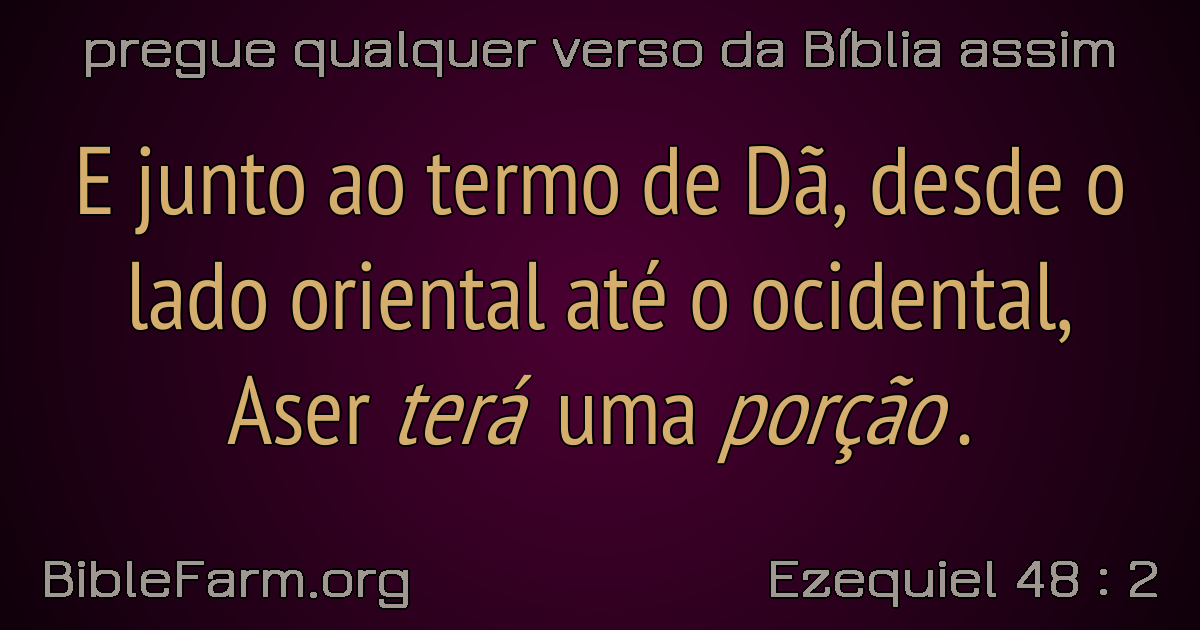 pregue qualquer verso da Bíblia assim
E junto ao termo de Dã, desde o
lado oriental até o ocidental,
Aser terá uma porção.
BibleFarm.org
Ezequiel 48 : 2